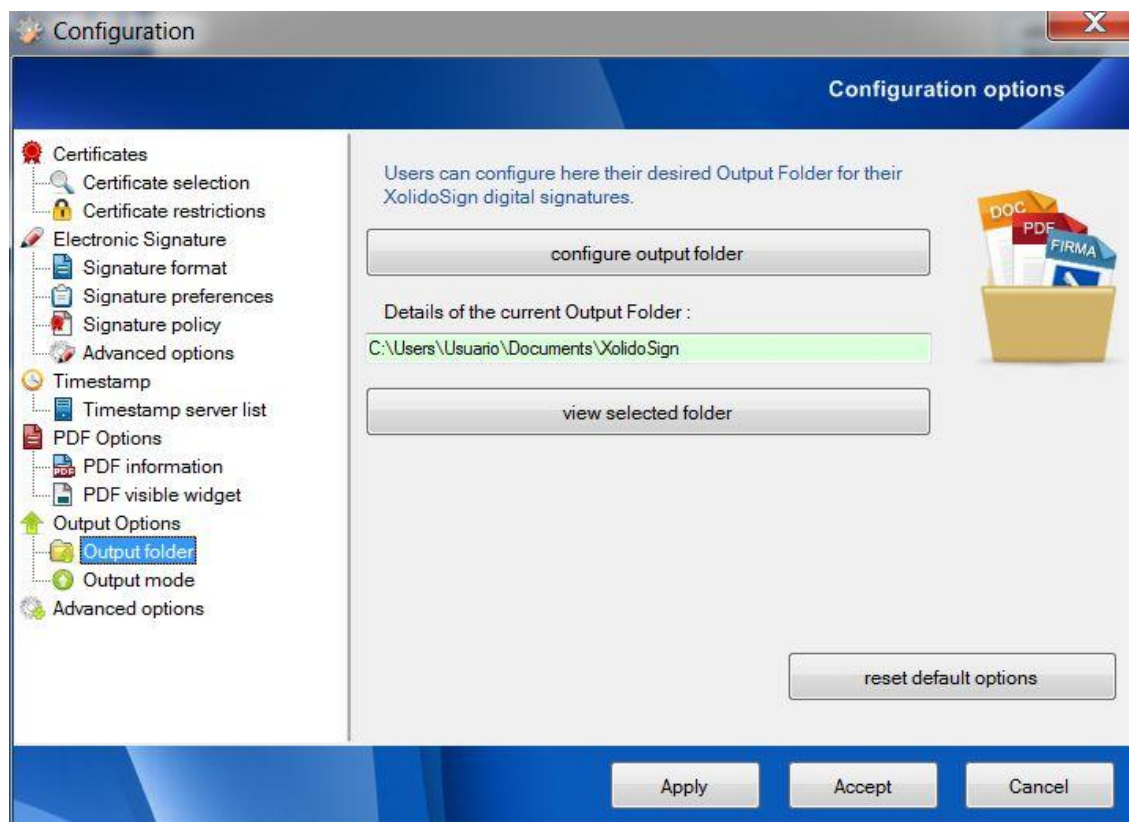 Configuration
X
Configuration options
Certificates
Certificate selection
Certificate restrictions
Electronic Signature
Signature format
Signature preferences
Signature policy
Advanced options
Timestamp
Timestamp server list
PDF Options
PDF
PDF information
PDF visible widget
Output Options
Output folder
Output mode
Advanced options
Users can configure here their desired Output Folder for their
XolidoSign digital signatures.
configure output folder
DOC
PDF
FIRMA
Details of the current Output Folder :
C:\Users\Usuario\Documents\XolidoSign
view selected folder
reset default options
Apply
Accept
Cancel